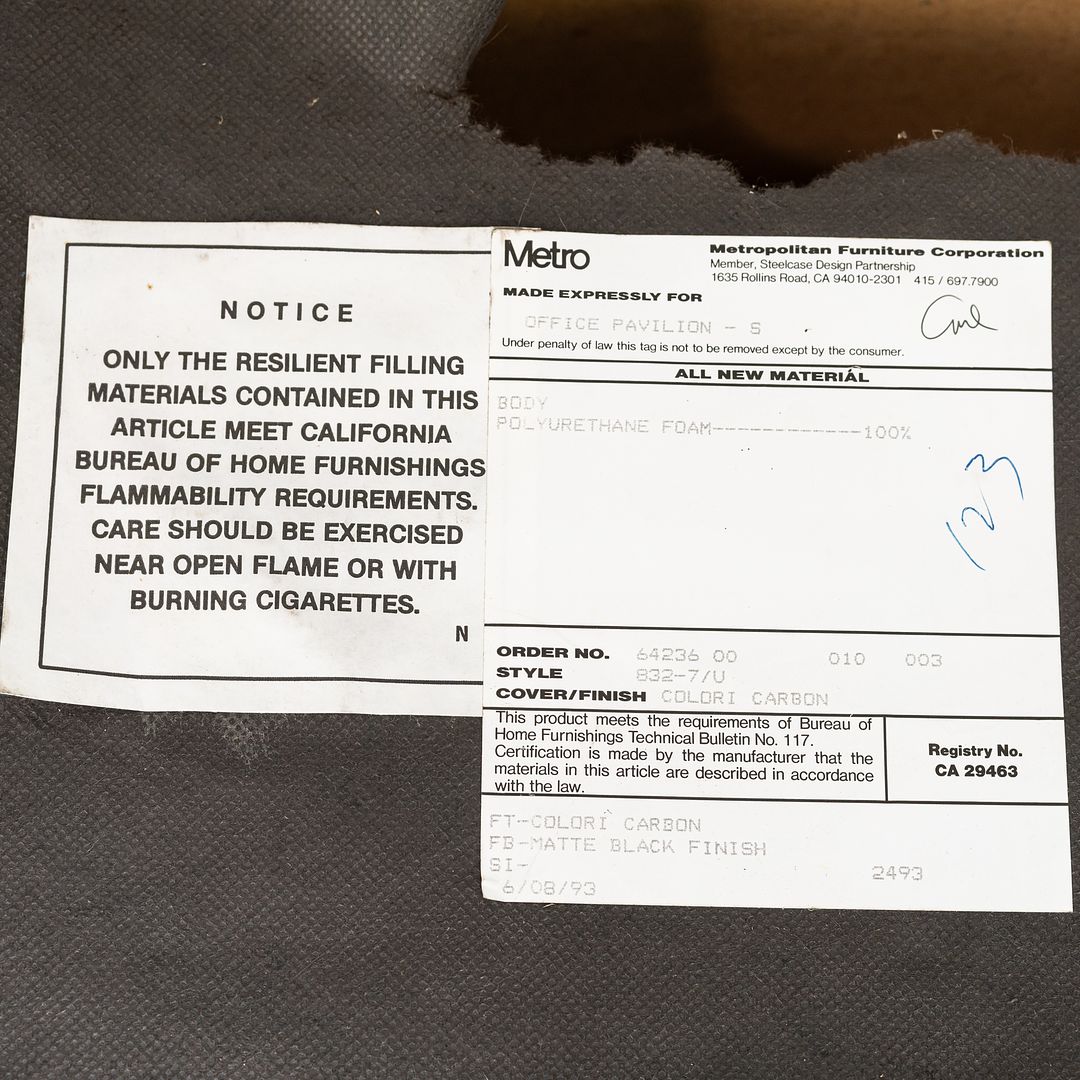 NOTICE
ONLY THE RESILIENT FILLING
MATERIALS CONTAINED IN THIS
ARTICLE MEET CALIFORNIA
BUREAU OF HOME FURNISHINGS
FLAMMABILITY REQUIREMENTS.
CARE SHOULD BE EXERCISED
NEAR OPEN FLAME OR WITH
BURNING CIGARETTES.
N
Metro
Metropolitan Furniture Corporation
Member, Steelcase Design Partnership
1635 Rollins Road, CA 94010-2301 415 / 697.7900
MADE EXPRESSLY FOR
OFFICE PAVILION - S
Under penalty of law this tag is not to be removed except by the consumer.
ALL NEW MATERIAL
BODY
POLYURETHANE FOAM-------------100%
123
ORDER NO. 64236 00 010 003
STYLE 832-7/U
COVER/FINISH COLORI CARBON
This product meets the requirements of Bureau of
Home Furnishings Technical Bulletin No. 117.
Certification is made by the manufacturer that the
materials in this article are described in accordance
with the law.
Registry No.
CA 29463
FT-COLORI CARBON
FB-MATTE BLACK FINISH
SI-
2493
6/08/93